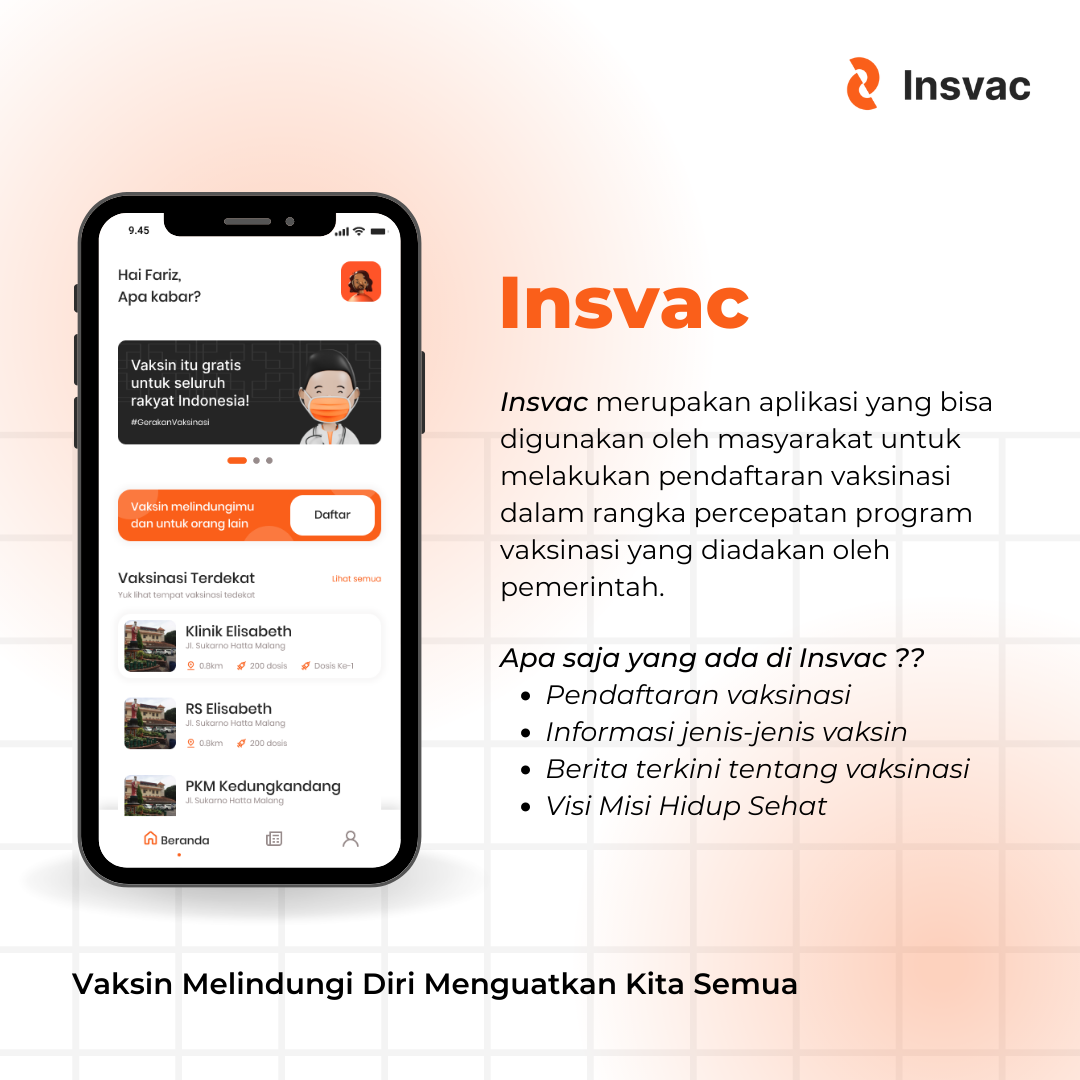 Insvac
9.45
Hai Fariz,
Apa kabar?
Vaksin itu gratis
untuk seluruh
rakyat Indonesia!
#GerakanVaksinasi
Vaksin melindungimu
dan untuk orang lain
Daftar
Vaksinasi Terdekat
Lihat semua
Yuk lihat tempat vaksinasi tedekat
Klinik Elisabeth
Jl. Sukarno Hatta Malang
0.8km 200 dosis Dosis Ke-1
RS Elisabeth
Jl. Sukarno Hatta Malang
0.8km 200 dosis
PKM Kedungkandang
Jl. Sukarno Hatta Malang
Beranda
Insvac
Insvac merupakan aplikasi yang bisa
digunakan oleh masyarakat untuk
melakukan pendaftaran vaksinasi
dalam rangka percepatan program
vaksinasi yang diadakan oleh
pemerintah.
Apa saja yang ada di Insvac ??
• Pendaftaran vaksinasi
• Informasi jenis-jenis vaksin
• Berita terkini tentang vaksinasi
• Visi Misi Hidup Sehat
Vaksin Melindungi Diri Menguatkan Kita Semua